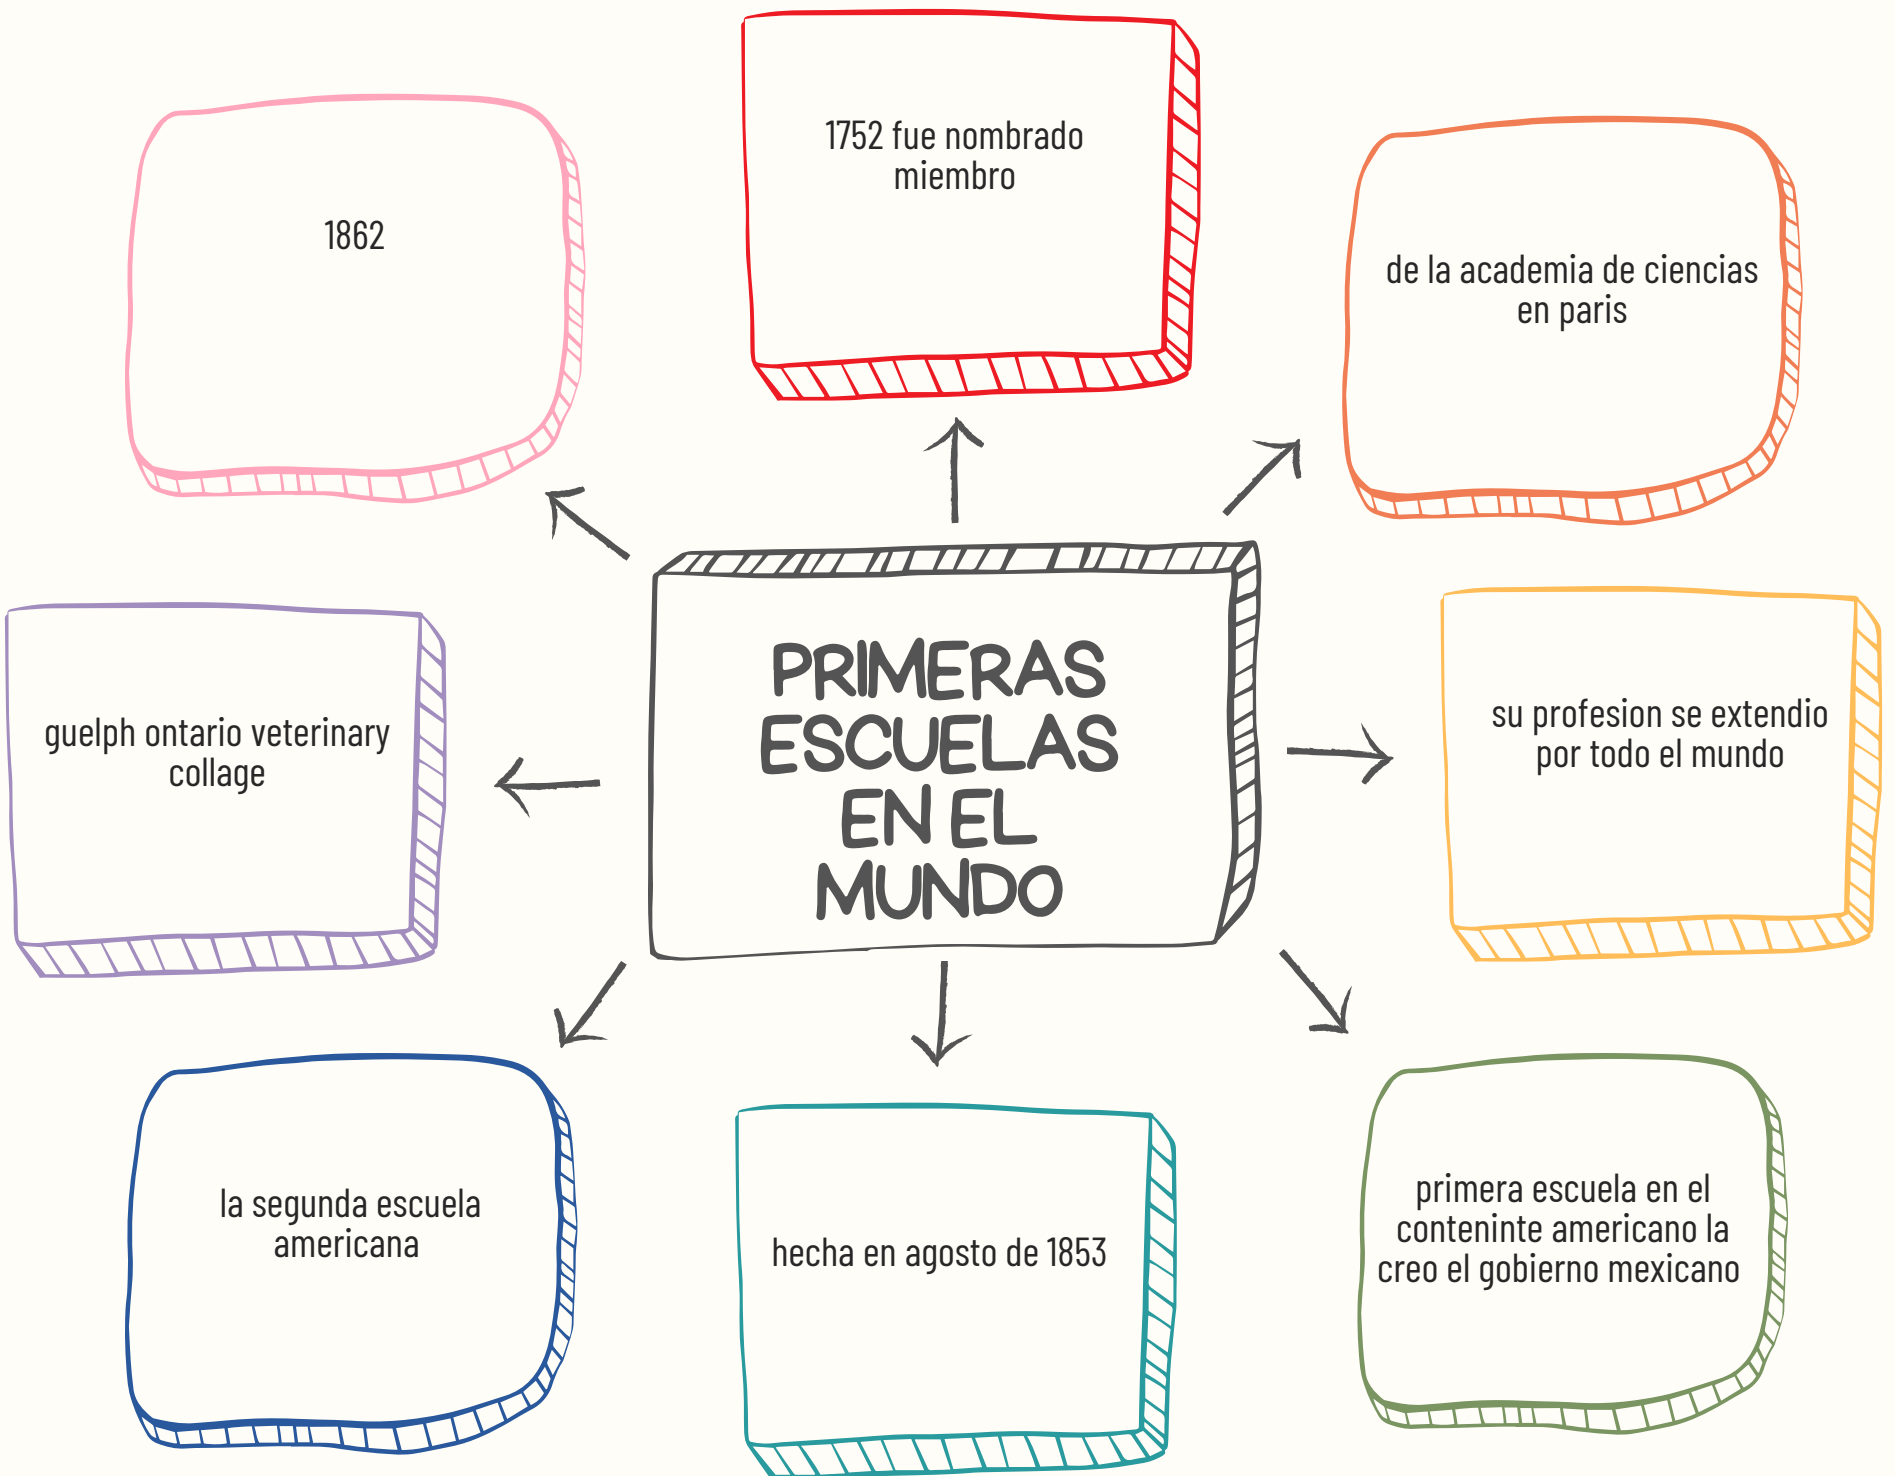 1752 fue nombrado
miembro
de la academia de ciencias
en paris
su profesion se extendio
por todo el mundo
primera escuela en el
conteninte americano la
creo el gobierno mexicano
hecha en agosto de 1853
la segunda escuela
americana
guelph ontario veterinary
collage
1862
PRIMERAS
ESCUELAS
EN EL
MUNDO